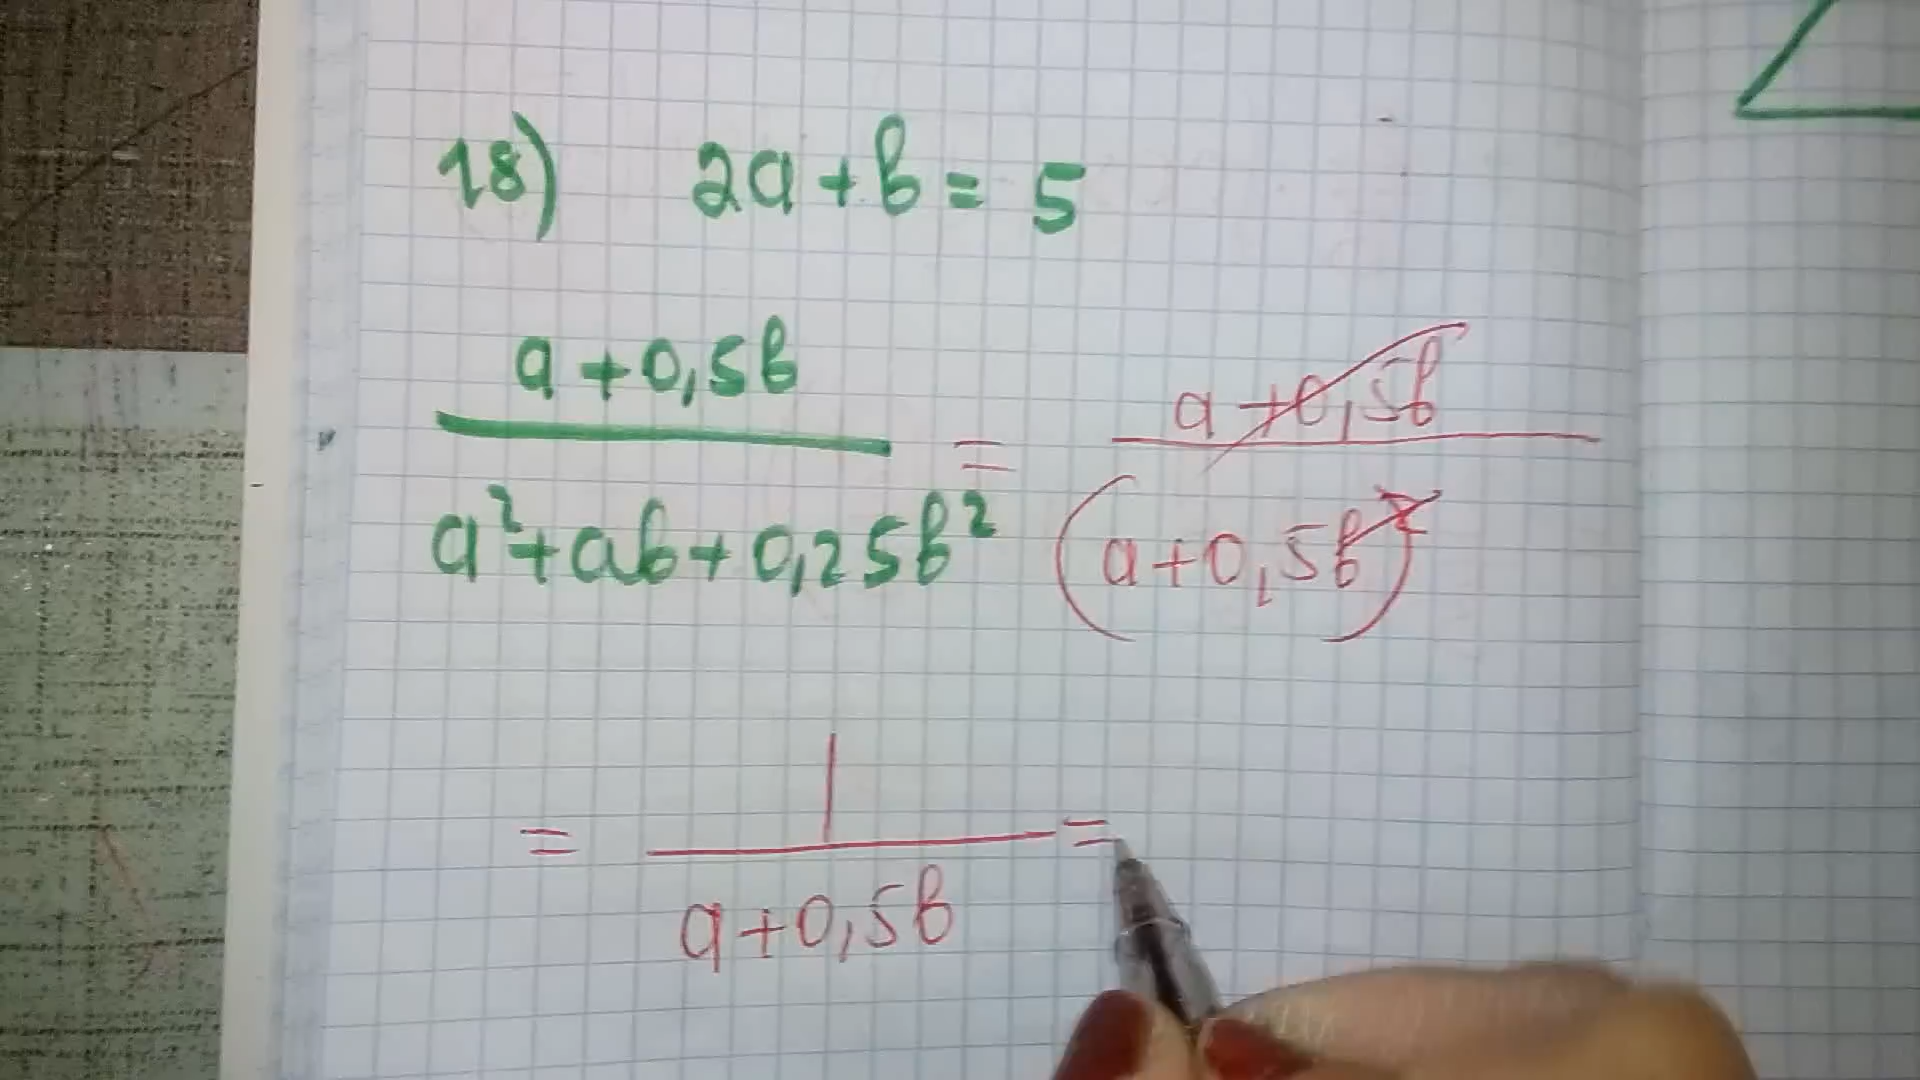 18) 2a+b=5
a+0,5b / a²+ab+0,25b² = a+0,5b / (a+0,5b)²
= 1 / a+0,5b =